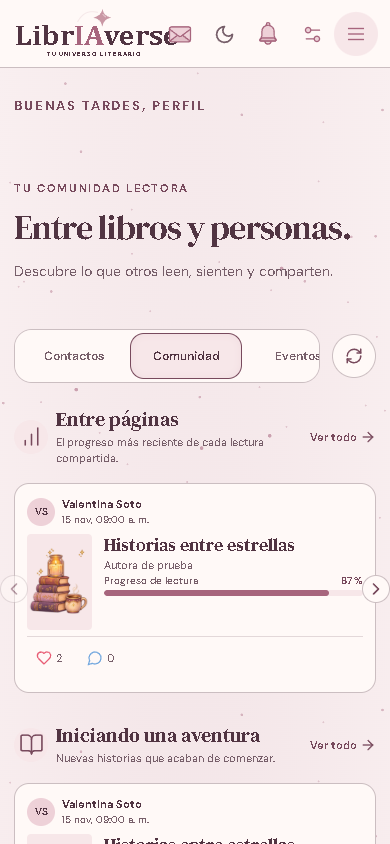 LibrIAverse
TU UNIVERSO LITERARIO
BUENAS TARDES, PERFIL
TU COMUNIDAD LECTORA
Entre libros y personas.
Descubre lo que otros leen, sienten y comparten.
Contactos
Comunidad
Eventos
Entre páginas
El progreso más reciente de cada lectura
compartida.
Ver todo
VS
Valentina Soto
15 nov, 09:00 a. m.
Historias entre estrellas
Autora de prueba
Progreso de lectura
87%
2
0
Iniciando una aventura
Nuevas historias que acaban de comenzar.
Ver todo
VS
Valentina Soto
15 nov, 09:00 a. m.
Historias entre estrellas